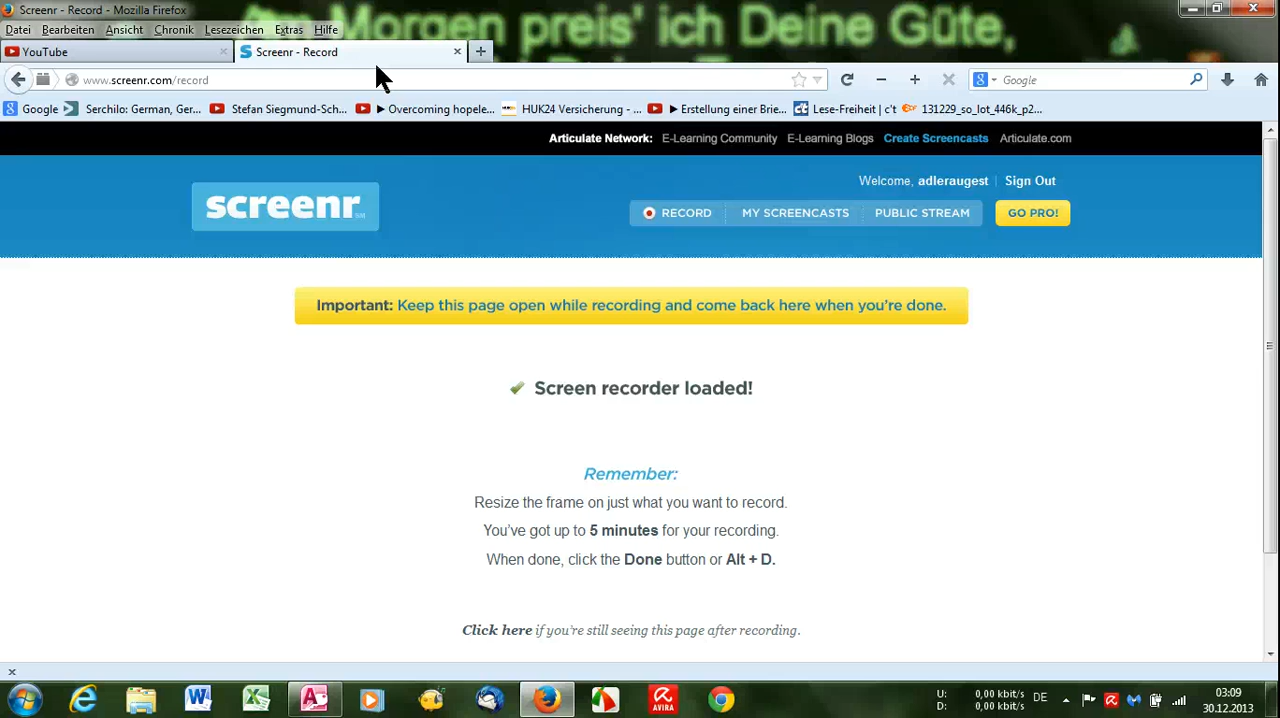 Screenr - Record - Mozilla Firefox
Am Morgen preis' ich Deine Güte,
Datei Bearbeiten Ansicht Chronik Lesezeichen Extras Hilfe
YouTube
Screenr - Record
www.screenr.com/record
Google
Google Serchilo: German, Ger... Stefan Siegmund-Sch... ▶ Overcoming hopele... HUK24 Versicherung - ... ▶ Erstellung einer Brie... Lese-Freiheit | c't 131229_so_lot_446k_p2...
Articulate Network: E-Learning Community E-Learning Blogs Create Screencasts Articulate.com
Welcome, adleraugest | Sign Out
screenr
RECORD MY SCREENCASTS PUBLIC STREAM GO PRO!
Important: Keep this page open while recording and come back here when you're done.
Screen recorder loaded!
Remember:
Resize the frame on just what you want to record.
You've got up to 5 minutes for your recording.
When done, click the Done button or Alt + D.
Click here if you're still seeing this page after recording.
U: 0,00 kbit/s
D: 0,00 kbit/s
DE
AVIRA
03:09
30.12.2013